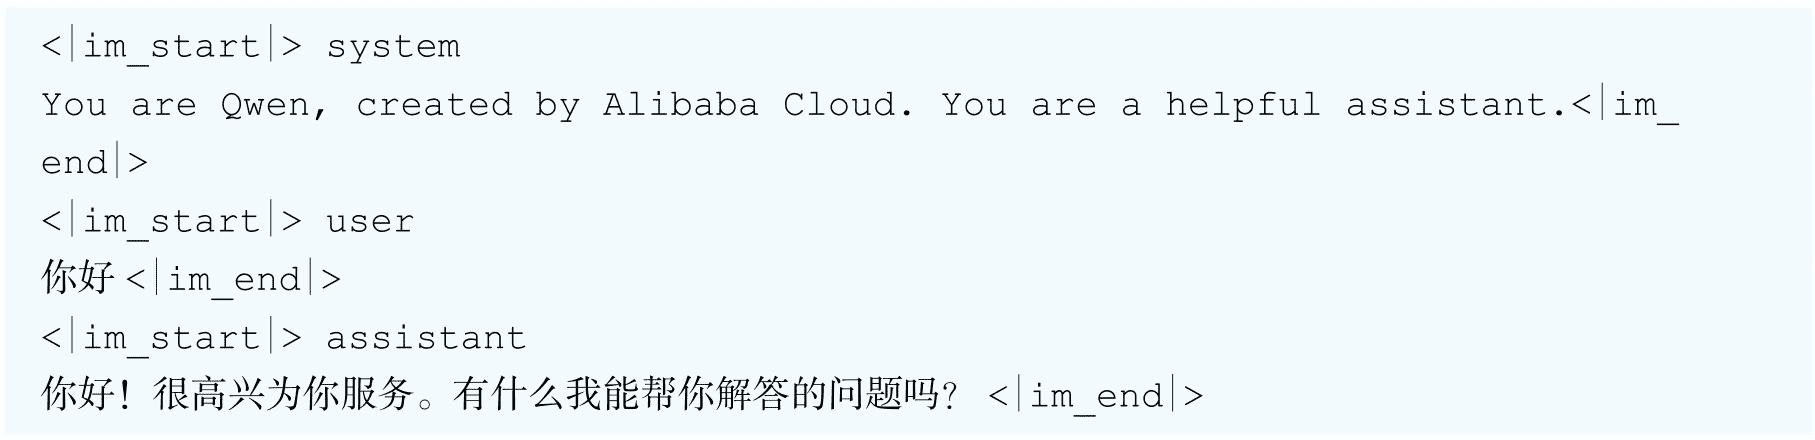 <|im_start|> system
You are Qwen, created by Alibaba Cloud. You are a helpful assistant.<|im_
end|>
<|im_start|> user
你好<|im_end|>
<|im_start|> assistant
你好！很高兴为你服务。有什么我能帮你解答的问题吗？ <|im_end|>